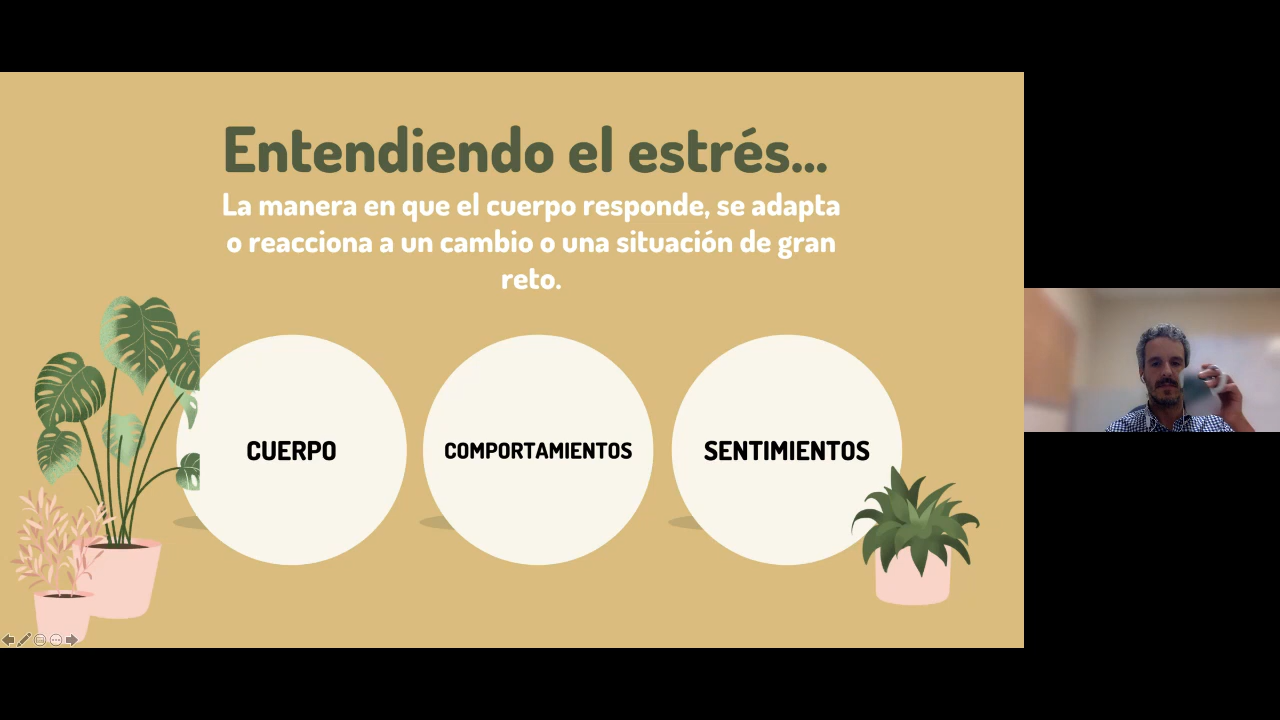 Entendiendo el estrés...
La manera en que el cuerpo responde, se adapta
o reacciona a un cambio o una situación de gran
reto.
CUERPO
COMPORTAMIENTOS
SENTIMIENTOS